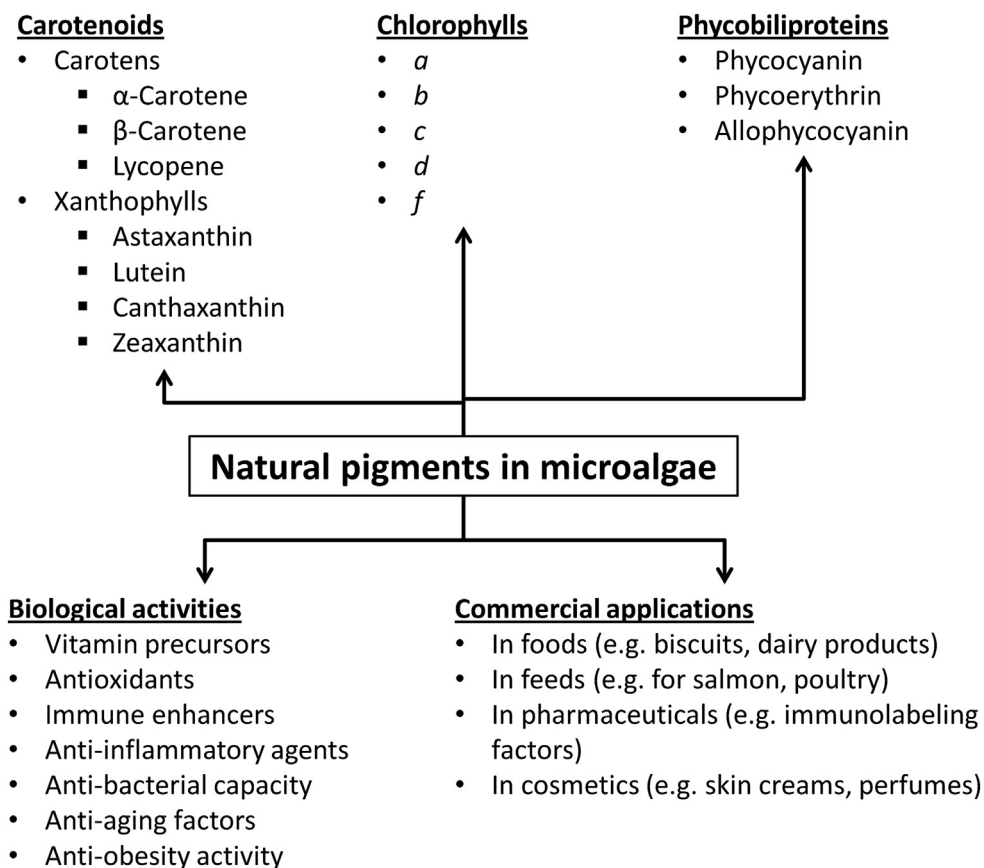 Carotenoids
• Carotens
▪ α-Carotene
▪ β-Carotene
▪ Lycopene
• Xanthophylls
▪ Astaxanthin
▪ Lutein
▪ Canthaxanthin
▪ Zeaxanthin
Chlorophylls
• a
• b
• c
• d
• f
Phycobiliproteins
• Phycocyanin
• Phycoerythrin
• Allophycocyanin
Natural pigments in microalgae
Biological activities
• Vitamin precursors
• Antioxidants
• Immune enhancers
• Anti-inflammatory agents
• Anti-bacterial capacity
• Anti-aging factors
• Anti-obesity activity
Commercial applications
• In foods (e.g. biscuits, dairy products)
• In feeds (e.g. for salmon, poultry)
• In pharmaceuticals (e.g. immunolabeling
factors)
• In cosmetics (e.g. skin creams, perfumes)